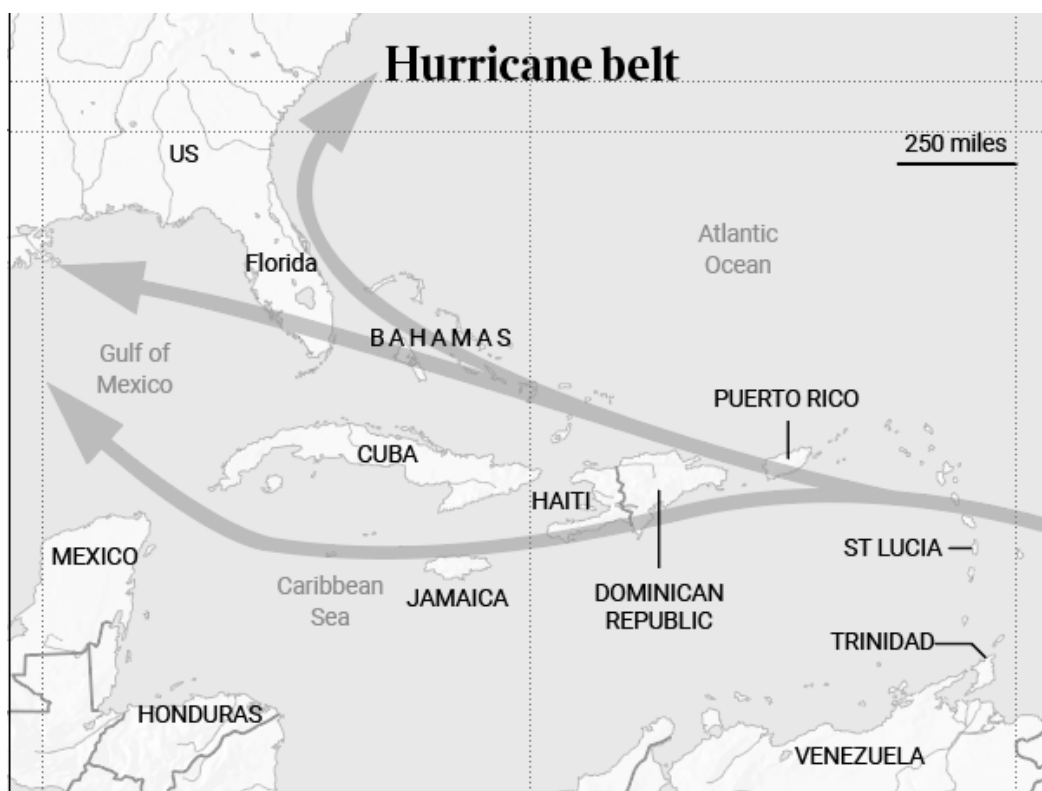 Hurricane belt
250 miles
US
Atlantic
Ocean
Florida
BAHAMAS
Gulf of
Mexico
PUERTO RICO
CUBA
HAITI
MEXICO
ST LUCIA
Caribbean
Sea
JAMAICA
DOMINICAN
REPUBLIC
TRINIDAD
HONDURAS
VENEZUELA